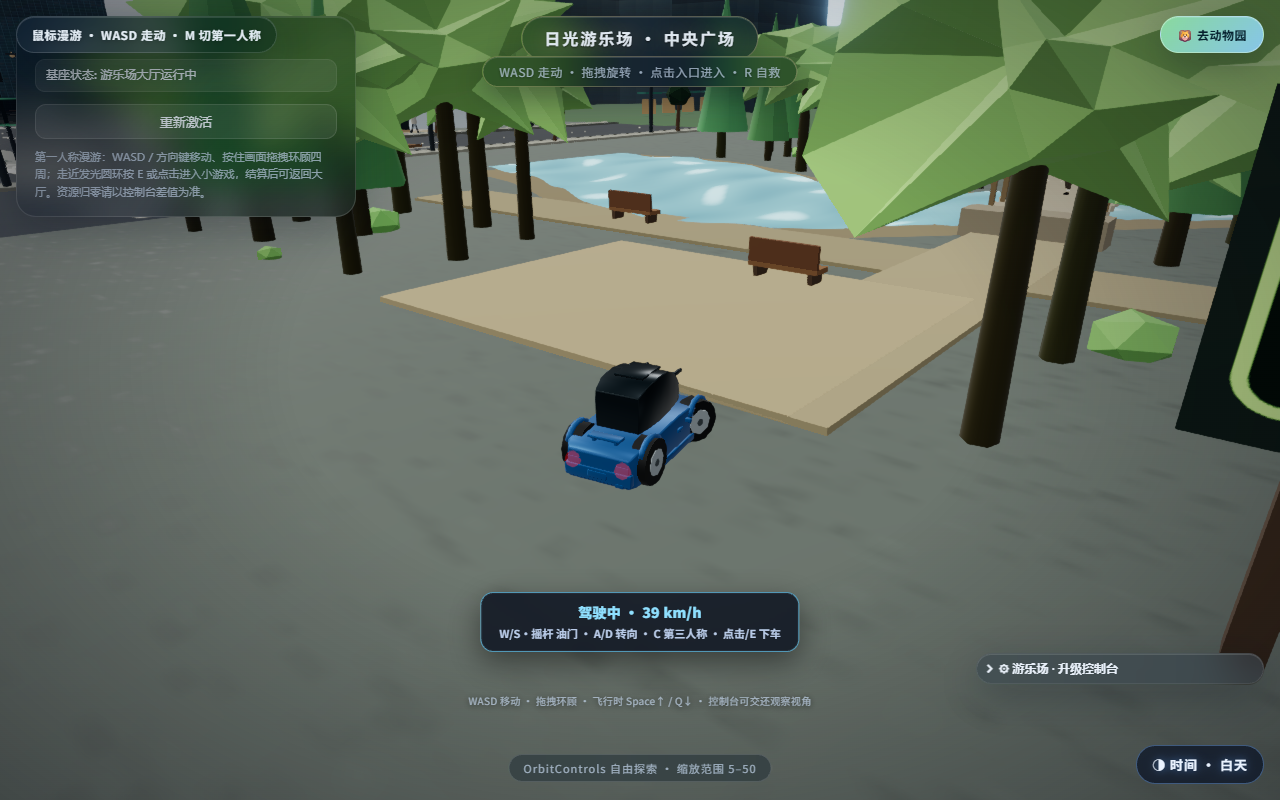 鼠标漫游 • WASD 走动 • M 切第一人称
基座状态: 游乐场大厅运行中
重新激活
第一人称漫游：WASD / 方向键移动、按住画面拖拽环顾四
周；走近发光圆环按 E 或点击进入小游戏，结算后可返回大
厅。资源归零请以控制台差值为准。
日光游乐场 • 中央广场
WASD 走动 • 拖拽旋转 • 点击入口进入 • R 自救
🦁 去动物园
驾驶中 • 39 km/h
W/S・摇杆 油门 • A/D 转向 • C 第三人称 • 点击/E 下车
⚙ 游乐场 · 升级控制台
WASD 移动 • 拖拽环顾 • 飞行时 Space↑ / Q↓ • 控制台可交还观察视角
OrbitControls 自由探索 • 缩放范围 5–50
时间 • 白天